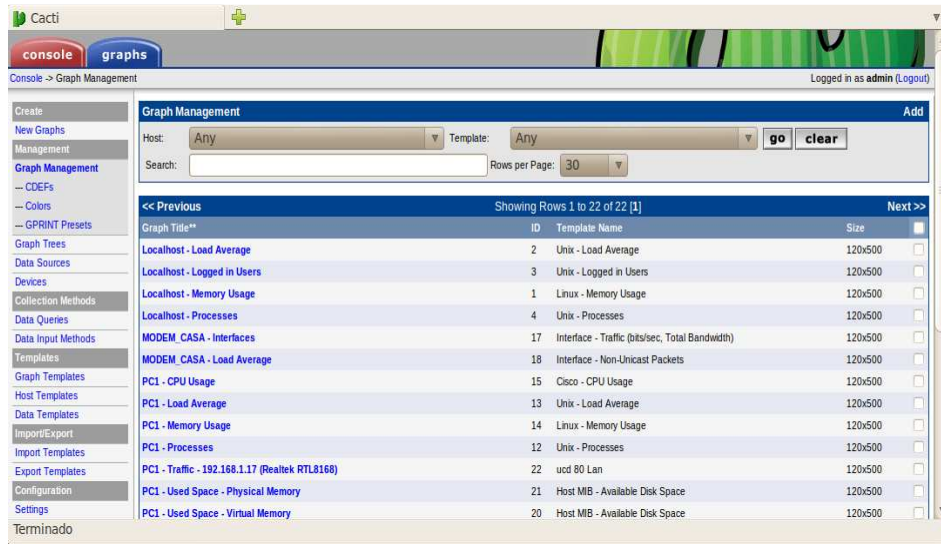 Cacti
console graphs
Console -> Graph Management Logged in as admin (Logout)
Create
New Graphs
Management
Graph Management
--- CDEFs
--- Colors
--- GPRINT Presets
Graph Trees
Data Sources
Devices
Collection Methods
Data Queries
Data Input Methods
Templates
Graph Templates
Host Templates
Data Templates
Import/Export
Import Templates
Export Templates
Configuration
Settings
Graph Management Add
Host: Any Template: Any go clear
Search: Rows per Page: 30
<< Previous Showing Rows 1 to 22 of 22 [1] Next >>
Graph Title** ID Template Name Size
Localhost - Load Average 2 Unix - Load Average 120x500
Localhost - Logged in Users 3 Unix - Logged in Users 120x500
Localhost - Memory Usage 1 Linux - Memory Usage 120x500
Localhost - Processes 4 Unix - Processes 120x500
MODEM_CASA - Interfaces 17 Interface - Traffic (bits/sec, Total Bandwidth) 120x500
MODEM_CASA - Load Average 18 Interface - Non-Unicast Packets 120x500
PC1 - CPU Usage 15 Cisco - CPU Usage 120x500
PC1 - Load Average 13 Unix - Load Average 120x500
PC1 - Memory Usage 14 Linux - Memory Usage 120x500
PC1 - Processes 12 Unix - Processes 120x500
PC1 - Traffic - 192.168.1.17 (Realtek RTL8168) 22 ucd 80 Lan 120x500
PC1 - Used Space - Physical Memory 21 Host MIB - Available Disk Space 120x500
PC1 - Used Space - Virtual Memory 20 Host MIB - Available Disk Space 120x500
Terminado